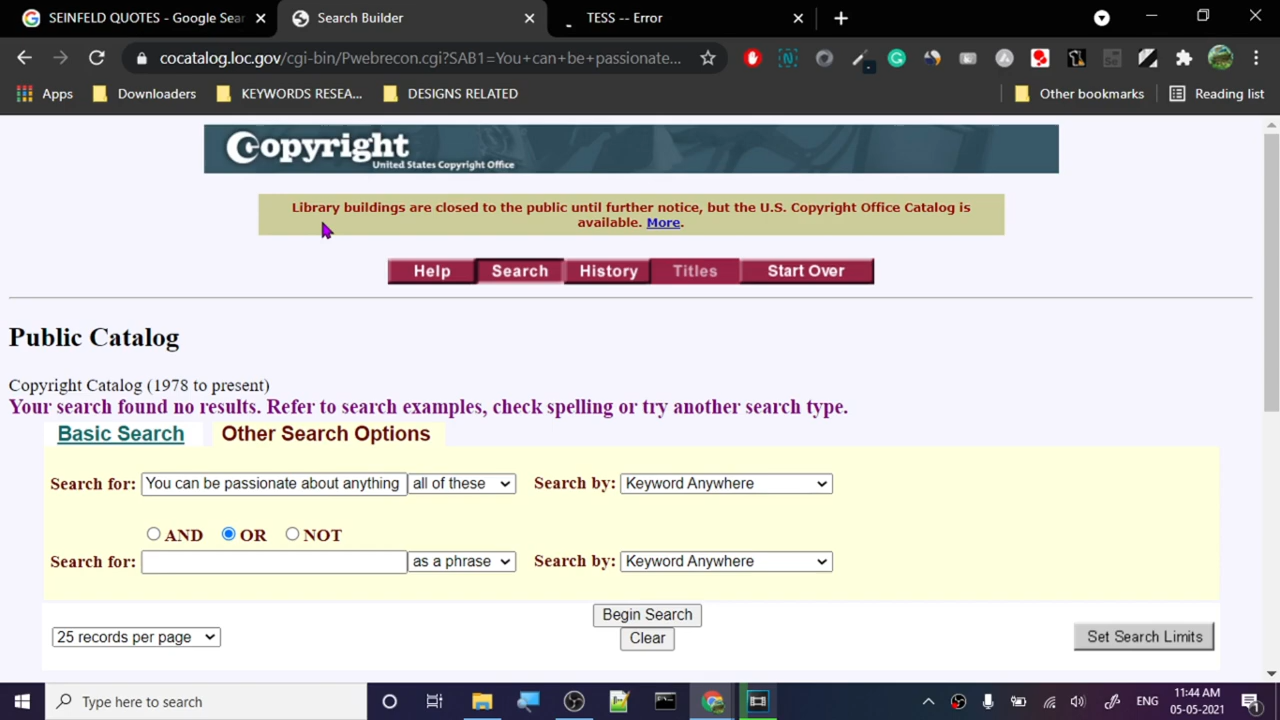 SEINFELD QUOTES - Google Sear
Search Builder
TESS -- Error
cocatalog.loc.gov/cgi-bin/Pwebrecon.cgi?SAB1=You+can+be+passionate...
Apps
Downloaders
KEYWORDS RESEA...
DESIGNS RELATED
Other bookmarks
Reading list
Copyright
United States Copyright Office
Library buildings are closed to the public until further notice, but the U.S. Copyright Office Catalog is
available. More.
Help Search History Titles Start Over
Public Catalog
Copyright Catalog (1978 to present)
Your search found no results. Refer to search examples, check spelling or try another search type.
Basic Search Other Search Options
Search for: You can be passionate about anything all of these Search by: Keyword Anywhere
AND OR NOT
Search for: as a phrase Search by: Keyword Anywhere
Begin Search
25 records per page Clear Set Search Limits
Type here to search
ENG
11:44 AM
05-05-2021
1